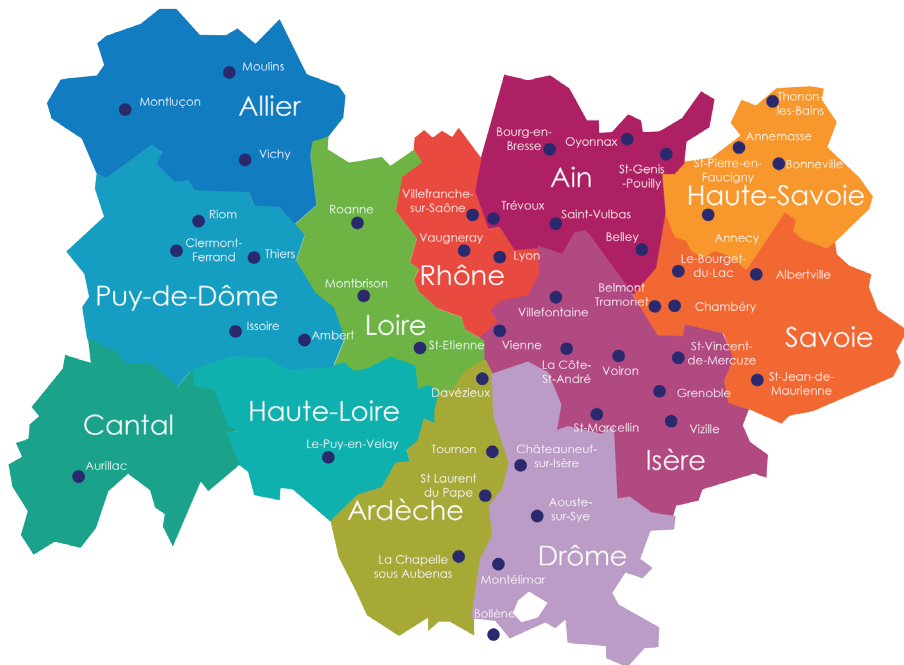 Moulins
Montluçon
Allier
Vichy
Riom
Clermont-
Ferrand
Thiers
Puy-de-Dôme
Issoire
Ambert
Roanne
Montbrison
Loire
St-Etienne
Villefranche-
sur-Saône
Vaugneray
Lyon
Rhône
Bourg-en-
Bresse
Oyonnax
St-Genis
-Pouilly
Ain
Trévoux
Saint-Vulbas
Belley
Thonon-
les-Bains
Annemasse
St-Pierre-en-
Faucigny
Bonneville
Haute-Savoie
Annecy
Le-Bourget-
du-Lac
Albertville
Belmont
Tramonet
Chambéry
Savoie
St-Jean-de-
Maurienne
Villefontaine
Vienne
La Côte-
St-André
Voiron
St-Vincent-
de-Mercuze
Grenoble
St-Marcellin
Vizille
Isère
Cantal
Aurillac
Haute-Loire
Le-Puy-en-Velay
Davézieux
Tournon
St Laurent
du Pape
Ardèche
La Chapelle
sous Aubenas
Châteauneuf-
sur-Isère
Aouste-
sur-Sye
Drôme
Montélimar
Bollène